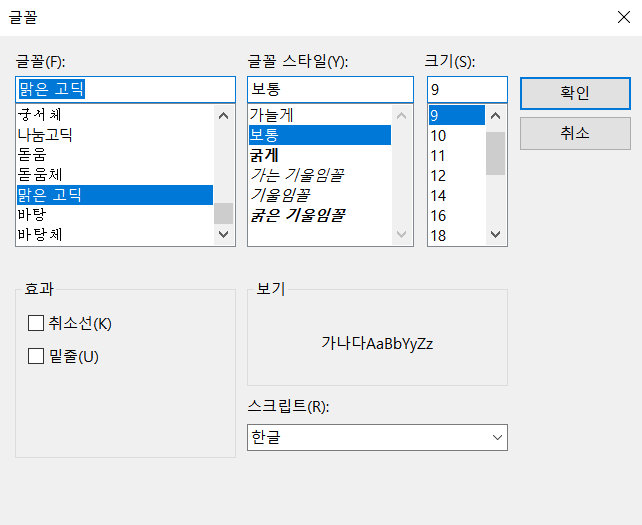 글꼴
글꼴(F):
맑은 고딕
궁서체
나눔고딕
돋움
돋움체
맑은 고딕
바탕
바탕체
글꼴 스타일(Y):
보통
가늘게
보통
굵게
가는 기울임꼴
기울임꼴
굵은 기울임꼴
크기(S):
9
9
10
11
12
14
16
18
확인
취소
효과
취소선(K)
밑줄(U)
보기
가나다AaBbYyZz
스크립트(R):
한글